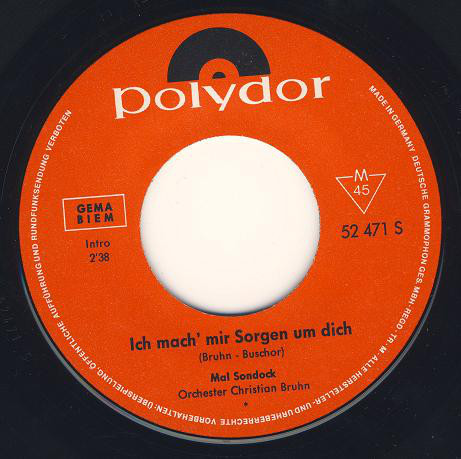 polydor
GEMA
BIEM
Intro
2'38
M
45
52 471 S
Ich mach' mir Sorgen um dich
(Bruhn - Buschor)
Mal Sondock
Orchester Christian Bruhn
*
MADE IN GERMANY DEUTSCHE GRAMMOPHON GES. MBH · REGD. · TR. · M. ALLE HERSTELLER- UND URHEBERRECHTE VORBEHALTEN: ÜBERSPIELUNG, ÖFFENTLICHE AUFFÜHRUNG UND RUNDFUNKSENDUNG VERBOTEN